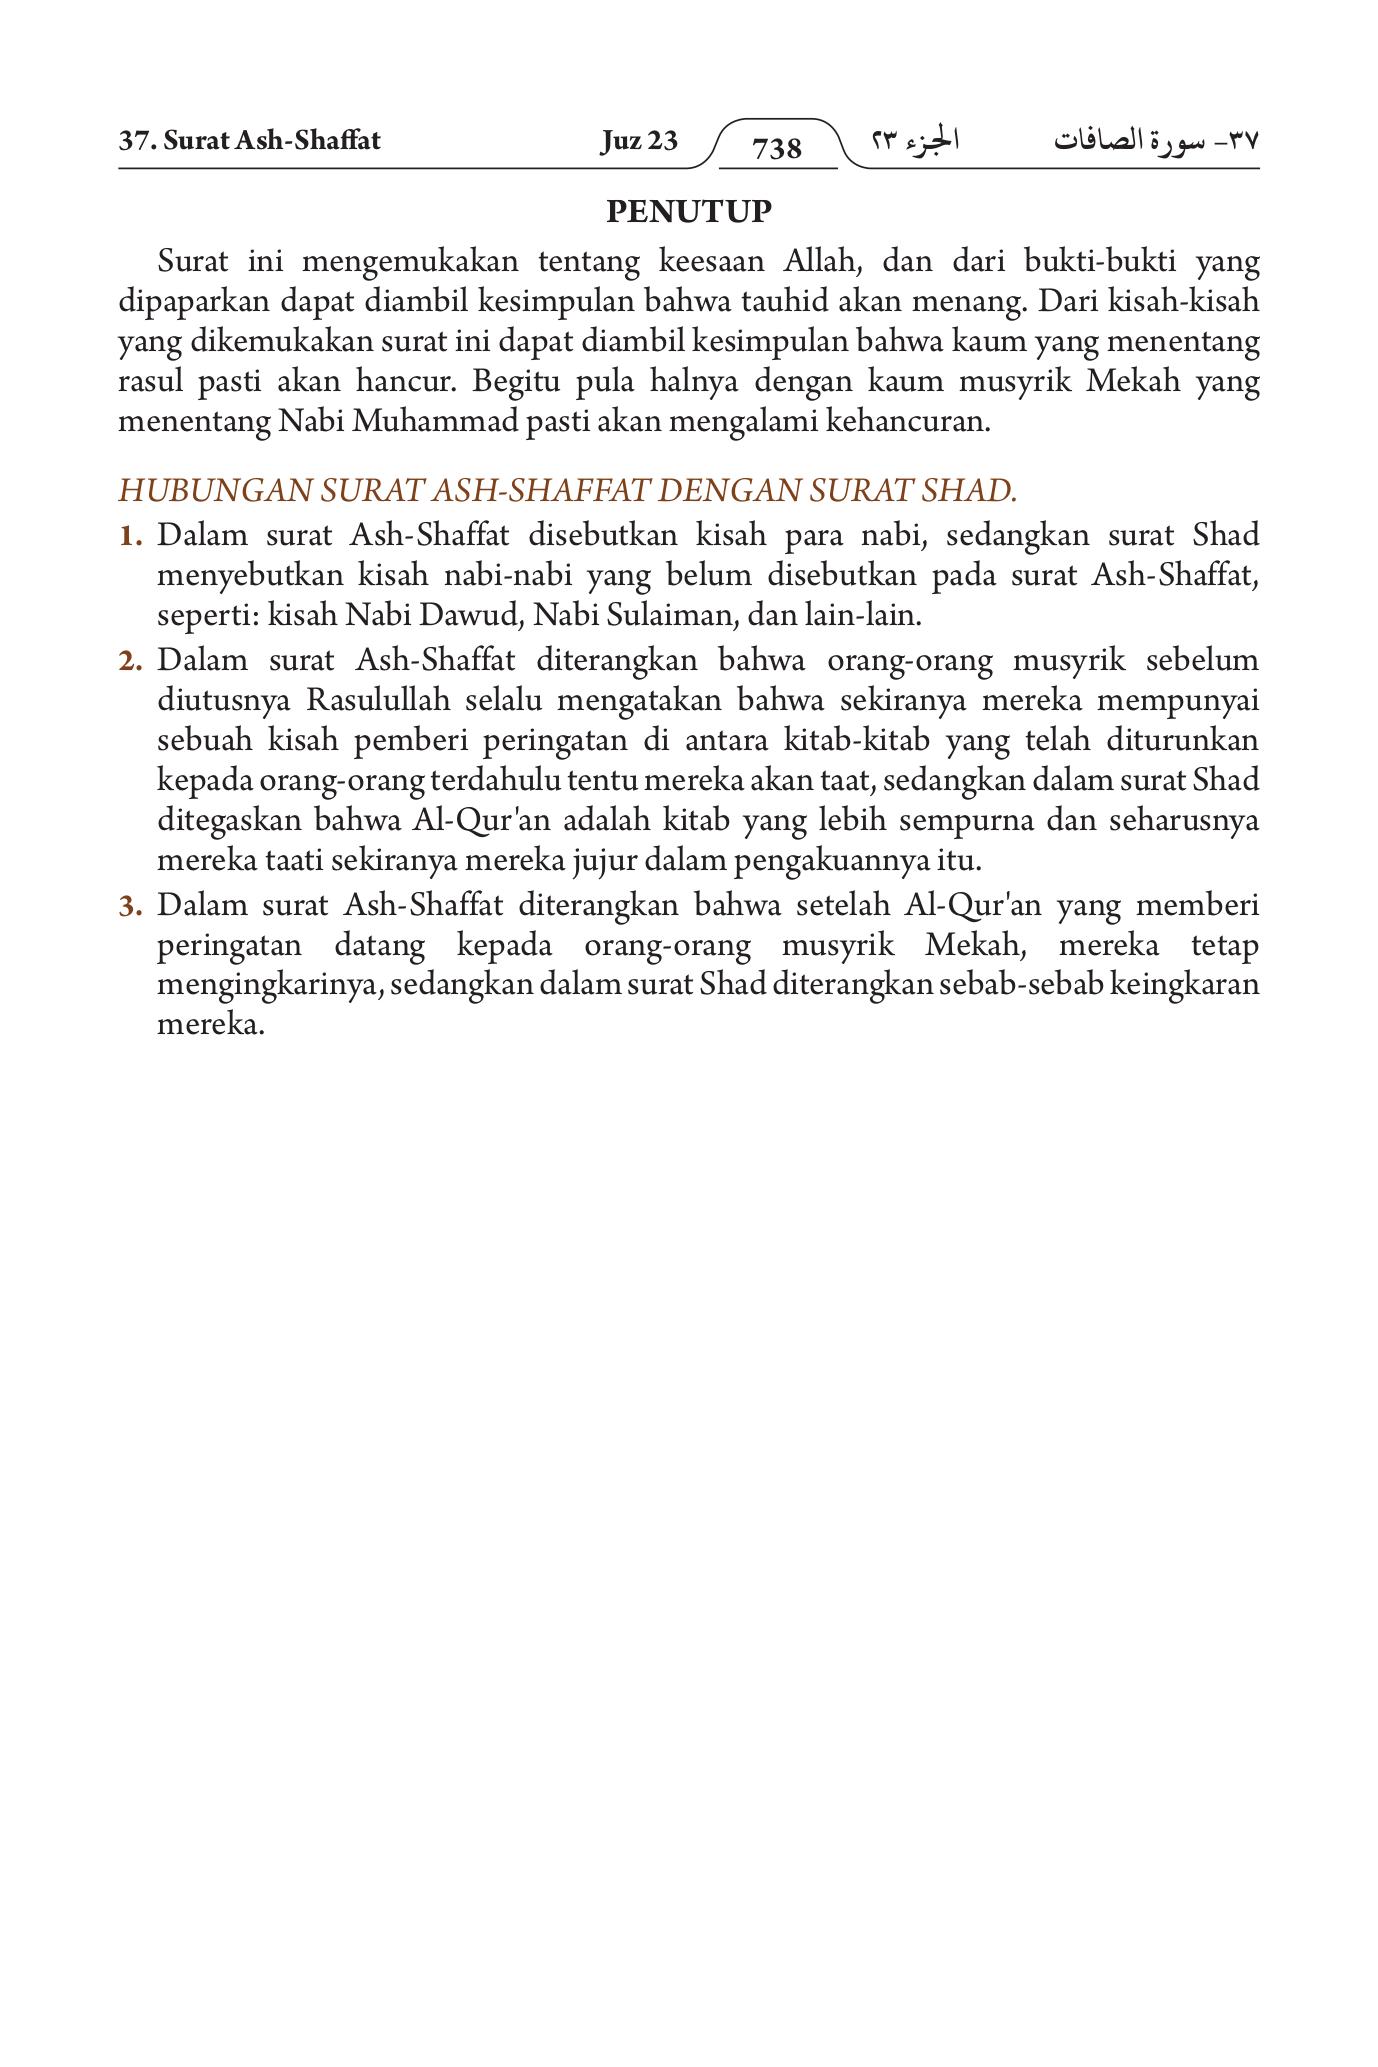 37. Surat Ash-Shaffat Juz 23 738 الجزء ٢٣ ٣٧- سورة الصافات
PENUTUP
Surat ini mengemukakan tentang keesaan Allah, dan dari bukti-bukti yang
dipaparkan dapat diambil kesimpulan bahwa tauhid akan menang. Dari kisah-kisah
yang dikemukakan surat ini dapat diambil kesimpulan bahwa kaum yang menentang
rasul pasti akan hancur. Begitu pula halnya dengan kaum musyrik Mekah yang
menentang Nabi Muhammad pasti akan mengalami kehancuran.
HUBUNGAN SURAT ASH-SHAFFAT DENGAN SURAT SHAD.
1. Dalam surat Ash-Shaffat disebutkan kisah para nabi, sedangkan surat Shad
menyebutkan kisah nabi-nabi yang belum disebutkan pada surat Ash-Shaffat,
seperti: kisah Nabi Dawud, Nabi Sulaiman, dan lain-lain.
2. Dalam surat Ash-Shaffat diterangkan bahwa orang-orang musyrik sebelum
diutusnya Rasulullah selalu mengatakan bahwa sekiranya mereka mempunyai
sebuah kisah pemberi peringatan di antara kitab-kitab yang telah diturunkan
kepada orang-orang terdahulu tentu mereka akan taat, sedangkan dalam surat Shad
ditegaskan bahwa Al-Qur'an adalah kitab yang lebih sempurna dan seharusnya
mereka taati sekiranya mereka jujur dalam pengakuannya itu.
3. Dalam surat Ash-Shaffat diterangkan bahwa setelah Al-Qur'an yang memberi
peringatan datang kepada orang-orang musyrik Mekah, mereka tetap
mengingkarinya, sedangkan dalam surat Shad diterangkan sebab-sebab keingkaran
mereka.